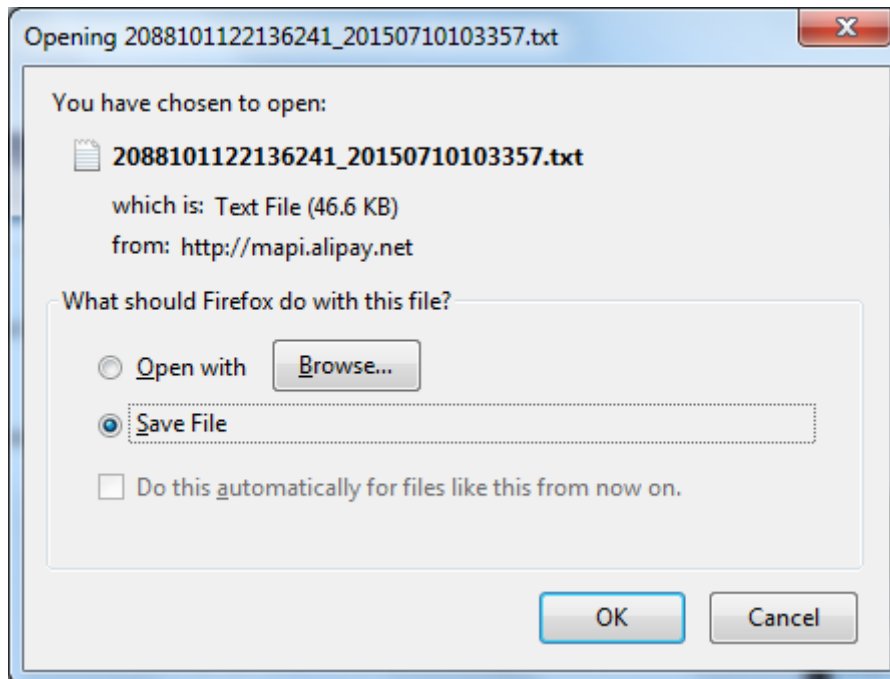 Opening 2088101122136241_20150710103357.txt
You have chosen to open:
2088101122136241_20150710103357.txt
which is: Text File (46.6 KB)
from: http://mapi.alipay.net
What should Firefox do with this file?
Open with Browse...
Save File
Do this automatically for files like this from now on.
OK Cancel